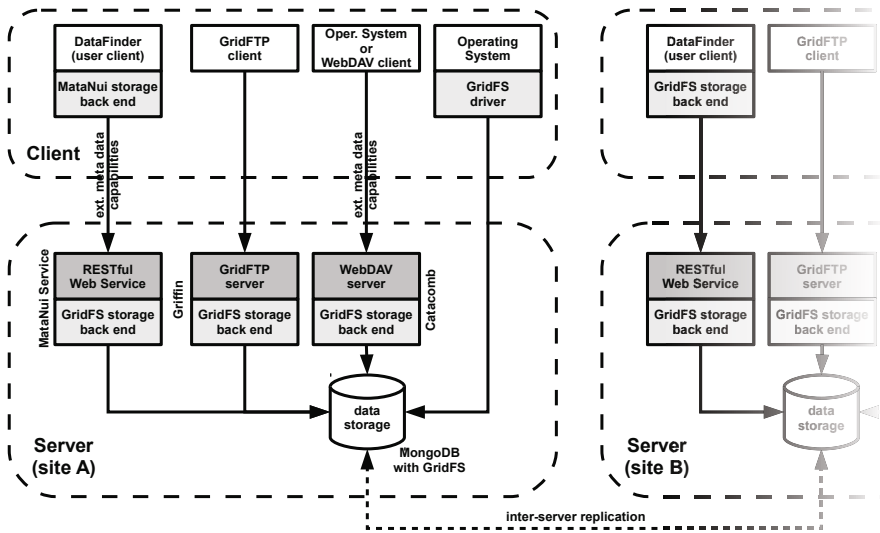 DataFinder
(user client)
MataNui storage
back end
GridFTP
client
Oper. System
or
WebDAV client
Operating
System
GridFS
driver
Client
ext. meta data
capabilities
ext. meta data
capabilities
DataFinder
(user client)
GridFS storage
back end
GridFTP
client
MataNui Service
RESTful
Web Service
GridFS storage
back end
Griffin
GridFTP
server
GridFS storage
back end
WebDAV
server
GridFS storage
back end
Catacomb
data
storage
MongoDB
with GridFS
Server
(site A)
RESTful
Web Service
GridFS storage
back end
GridFTP
server
GridFS storage
back end
data
storage
Server
(site B)
inter-server replication